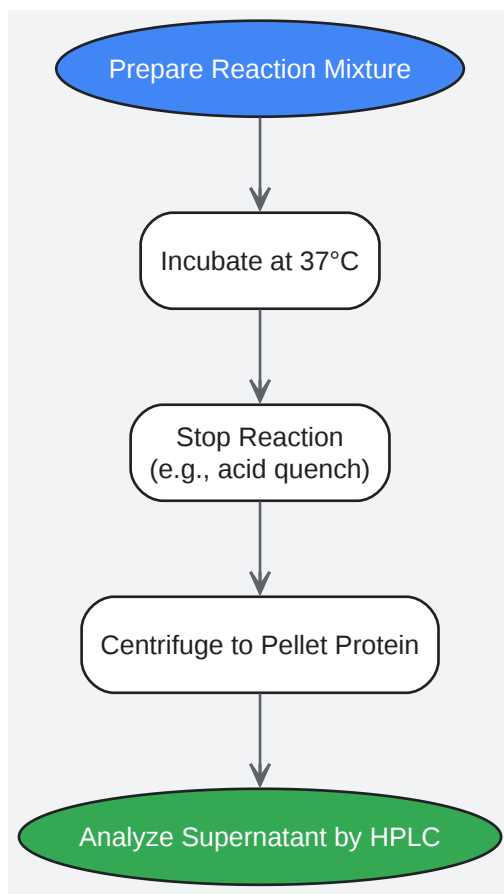 Prepare Reaction Mixture
Incubate at 37°C
Stop Reaction
(e.g., acid quench)
Centrifuge to Pellet Protein
Analyze Supernatant by HPLC